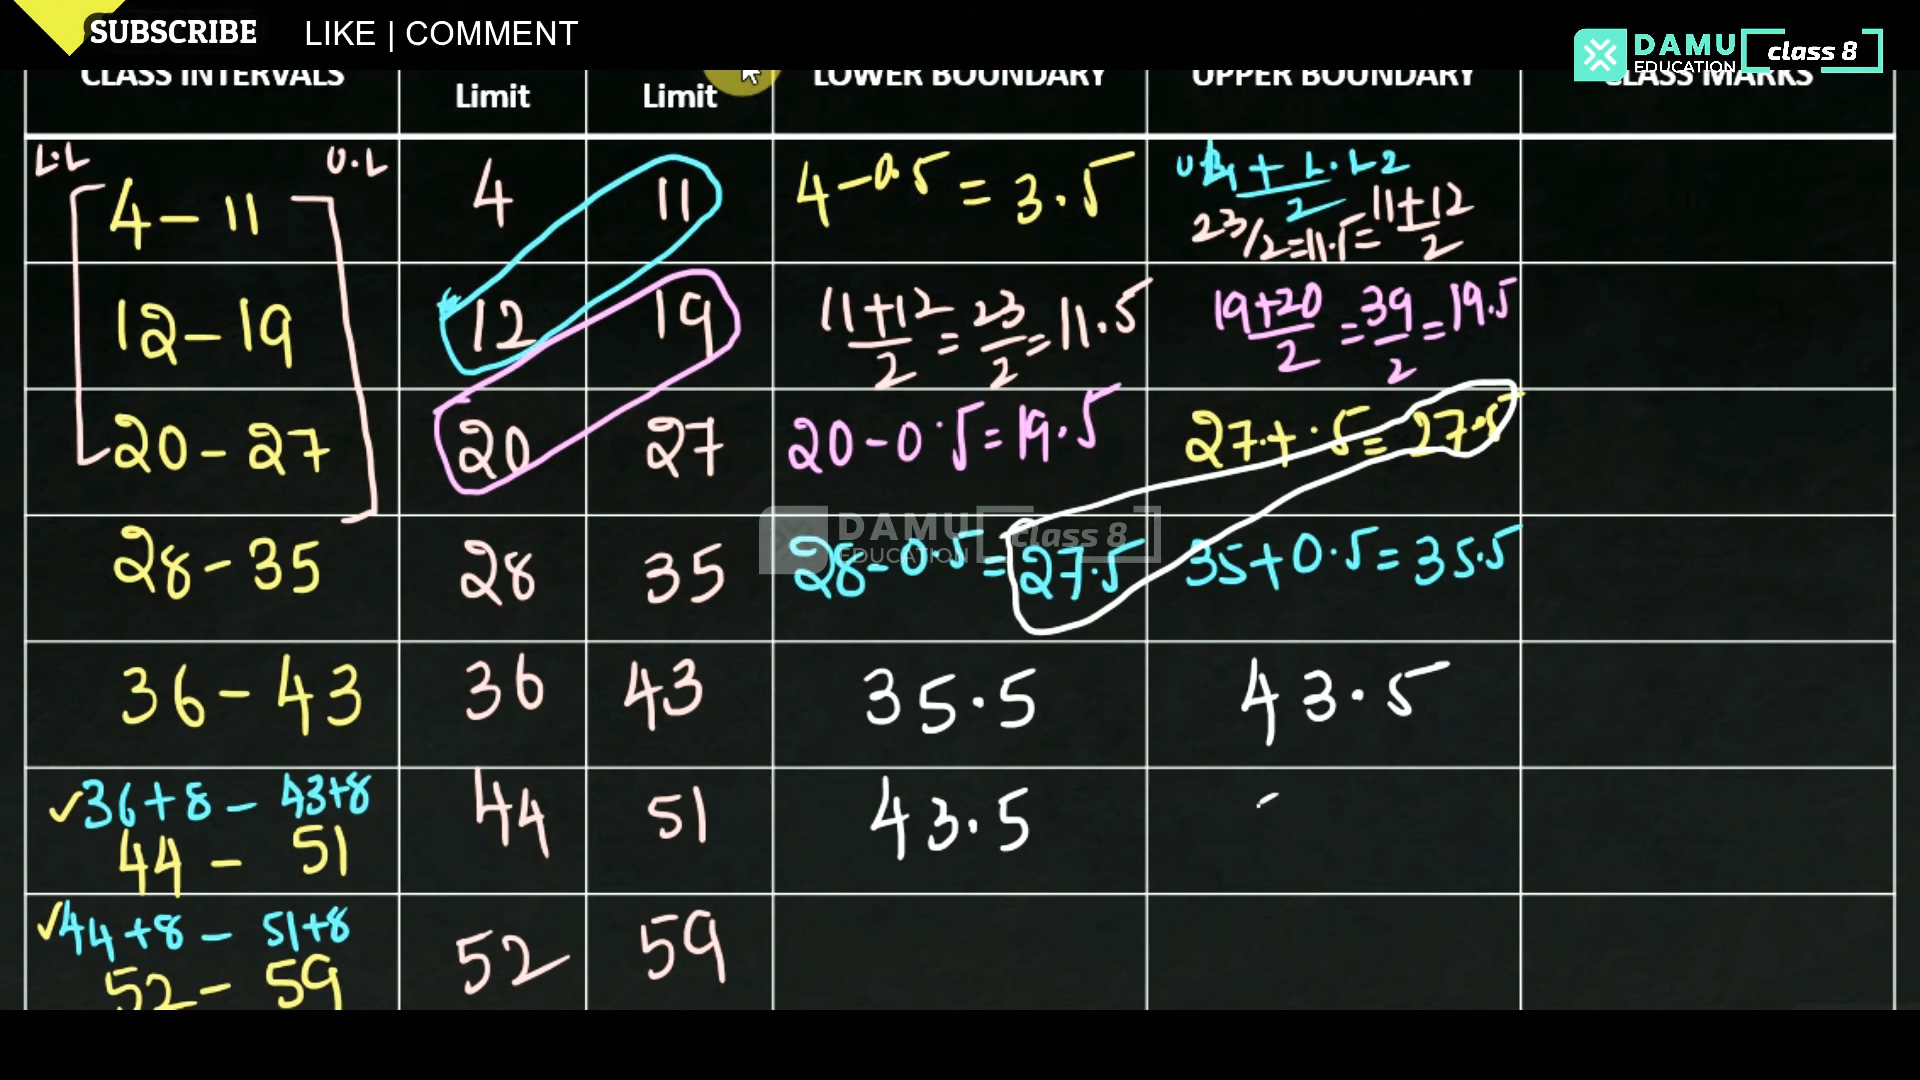 SUBSCRIBE LIKE | COMMENT
DAMU EDUCATION class 8
CLASS INTERVALS Limit Limit LOWER BOUNDARY UPPER BOUNDARY CLASS MARKS
L.L U.L
4 – 11 4 11 4 – 0.5 = 3.5
+ L.L2 / 2
23/2 = 11.5 = 11+12 / 2
12 – 19 12 19 11+12 / 2 = 23 / 2 = 11.5 19+20 / 2 = 39 / 2 = 19.5
20 – 27 20 27 20 – 0.5 = 19.5 27 + .5 = 27.5
DAMU EDUCATION class 8
28 – 35 28 35 28 – 0.5 = 27.5 35 + 0.5 = 35.5
36 – 43 36 43 35.5 43.5
✓36+8 – 43+8
44 – 51 44 51 43.5
✓44+8 – 51+8
52 – 59 52 59